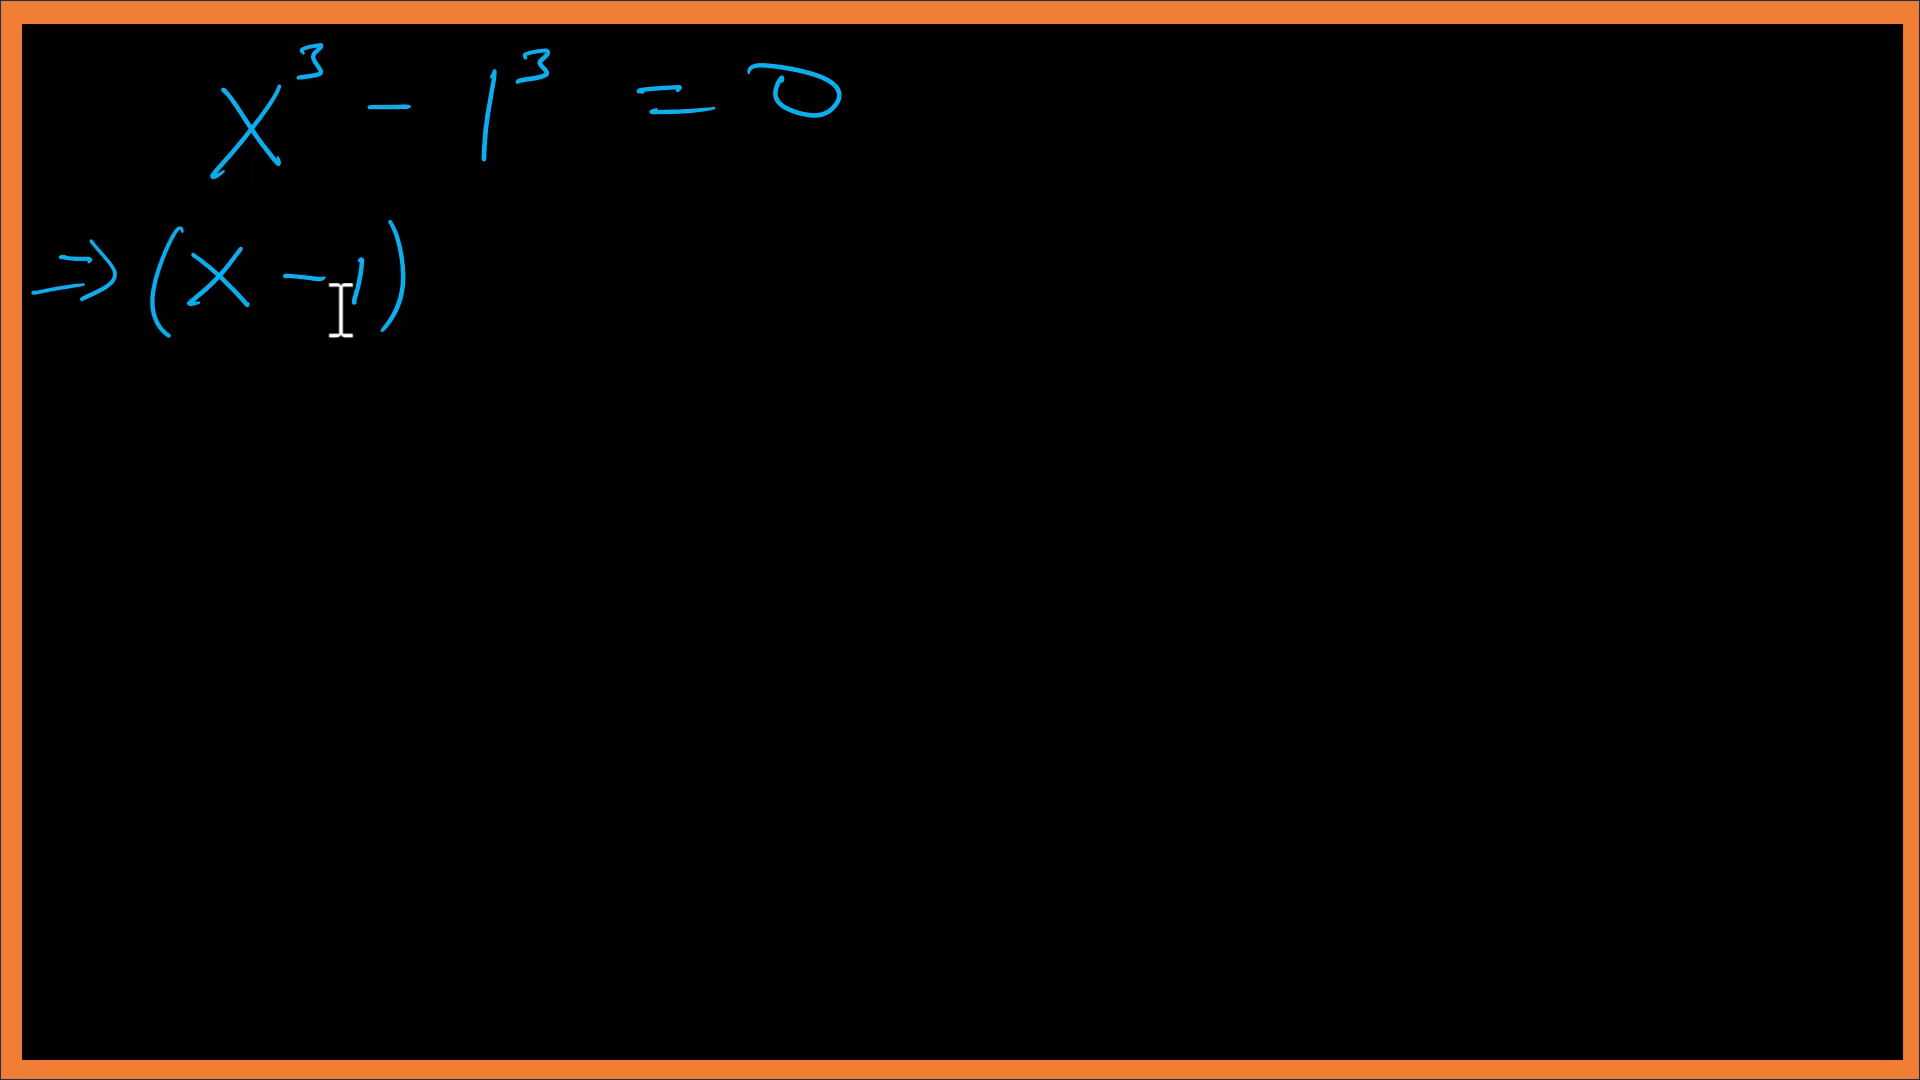 x³ - 1³ = 0
⇒ (x - 1)